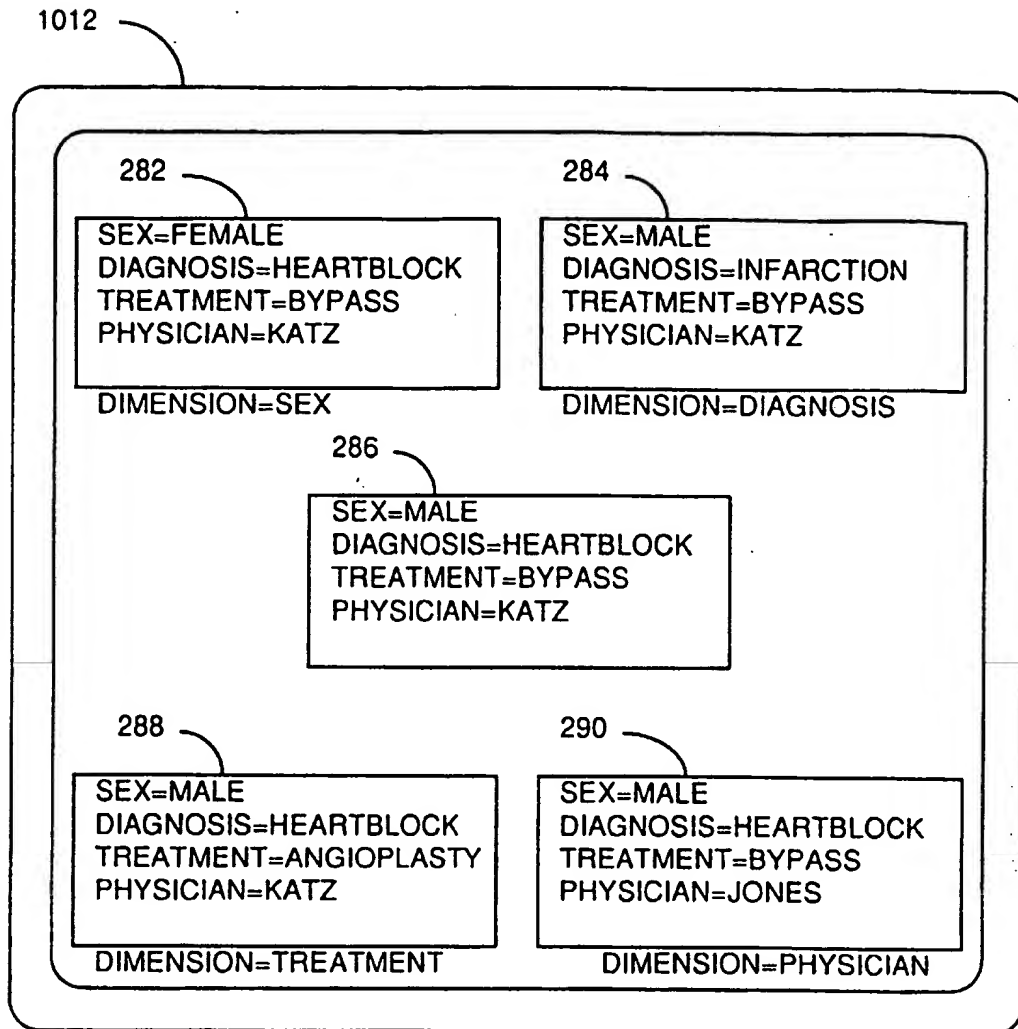 1012
282
SEX=FEMALE
DIAGNOSIS=HEARTBLOCK
TREATMENT=BYPASS
PHYSICIAN=KATZ
DIMENSION=SEX
284
SEX=MALE
DIAGNOSIS=INFARCTION
TREATMENT=BYPASS
PHYSICIAN=KATZ
DIMENSION=DIAGNOSIS
286
SEX=MALE
DIAGNOSIS=HEARTBLOCK
TREATMENT=BYPASS
PHYSICIAN=KATZ
288
SEX=MALE
DIAGNOSIS=HEARTBLOCK
TREATMENT=ANGIOPLASTY
PHYSICIAN=KATZ
DIMENSION=TREATMENT
290
SEX=MALE
DIAGNOSIS=HEARTBLOCK
TREATMENT=BYPASS
PHYSICIAN=JONES
DIMENSION=PHYSICIAN